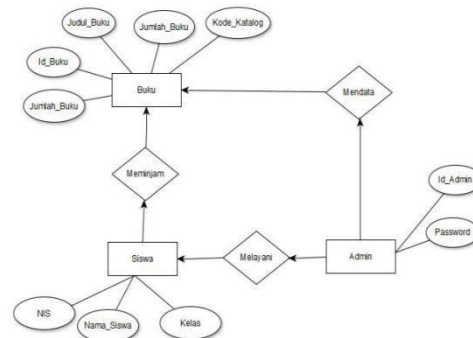 Judul_Buku
Jumlah_Buku
Kode_Katalog
Id_Buku
Jumlah_Buku
Buku
Mendata
Meminjam
Id_Admin
Password
Siswa
Melayani
Admin
NIS
Nama_Siswa
Kelas